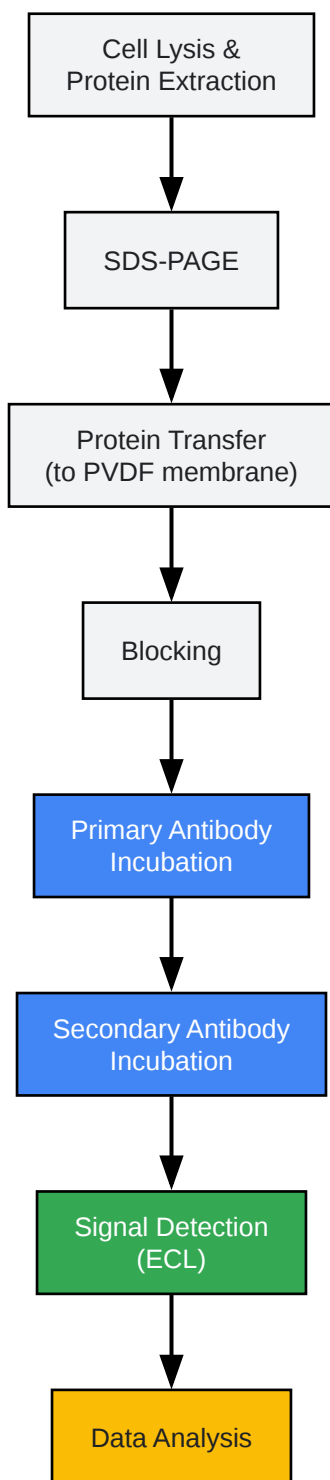 Cell Lysis &
Protein Extraction
SDS-PAGE
Protein Transfer
(to PVDF membrane)
Blocking
Primary Antibody
Incubation
Secondary Antibody
Incubation
Signal Detection
(ECL)
Data Analysis